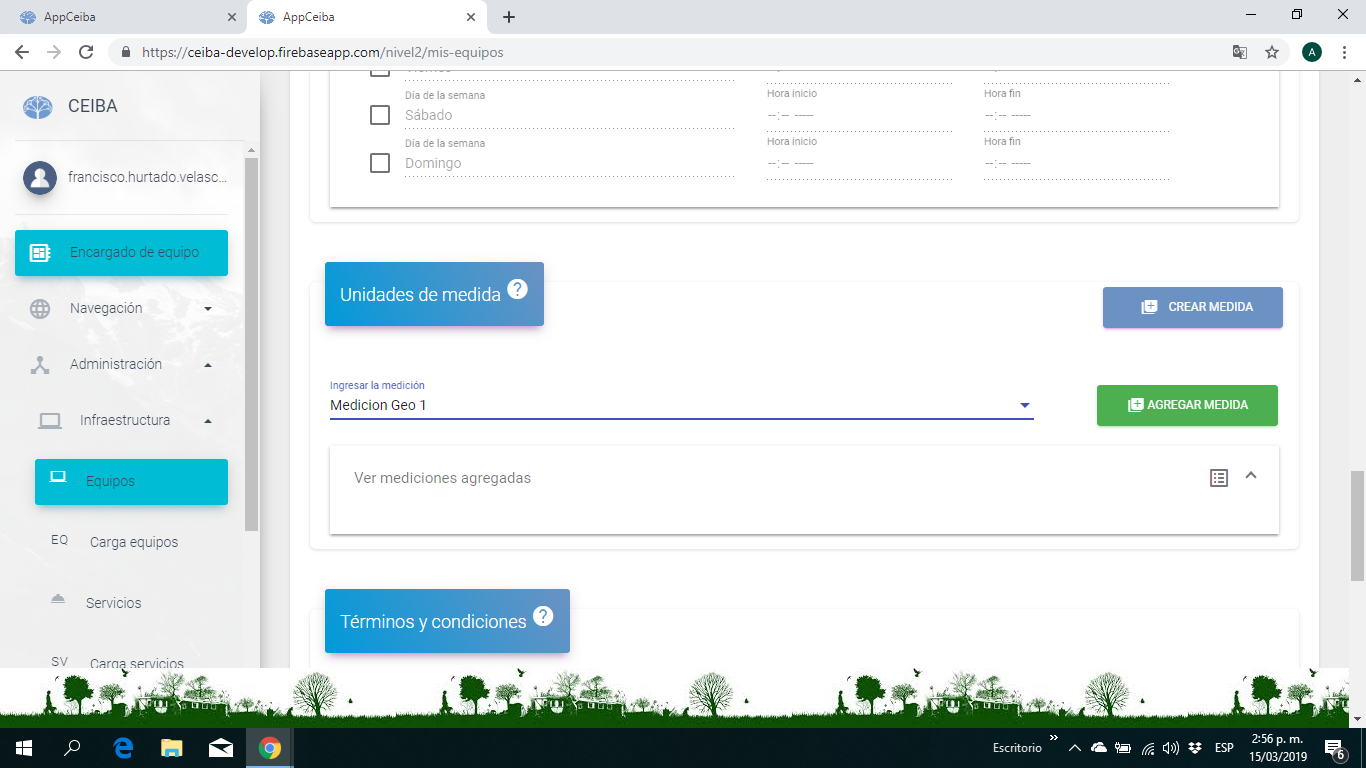 AppCeiba
AppCeiba
https://ceiba-develop.firebaseapp.com/nivel2/mis-equipos
A
CEIBA
francisco.hurtado.velasc...
Encargado de equipo
Navegación
Administración
Infraestructura
Equipos
EQ Carga equipos
Servicios
SV Carga servicios
Día de la semana Hora inicio Hora fin
Sábado --:-- ----- --:-- -----
Día de la semana Hora inicio Hora fin
Domingo --:-- ----- --:-- -----
Unidades de medida ?
CREAR MEDIDA
Ingresar la medición
Medicion Geo 1
AGREGAR MEDIDA
Ver mediciones agregadas
Términos y condiciones ?
Escritorio
ESP
2:56 p. m.
15/03/2019
6